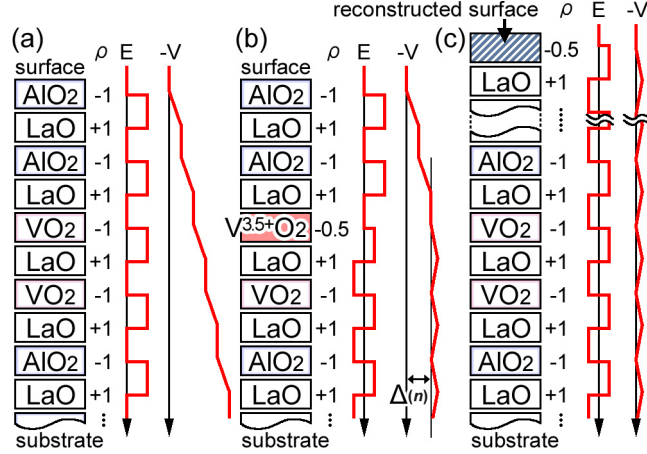 (a)
surface
ρ E -V
AlO2 -1
LaO +1
AlO2 -1
LaO +1
VO2 -1
LaO +1
VO2 -1
LaO +1
AlO2 -1
LaO +1
⋮
substrate
(b)
surface
ρ E -V
AlO2 -1
LaO +1
AlO2 -1
LaO +1
V3.5+O2 -0.5
LaO +1
VO2 -1
LaO +1
AlO2 -1
LaO +1
Δ(n)
⋮
substrate
(c)
reconstructed surface
ρ E -V
-0.5
LaO +1
⋮
AlO2 -1
LaO +1
VO2 -1
LaO +1
VO2 -1
LaO +1
AlO2 -1
LaO +1
⋮
substrate